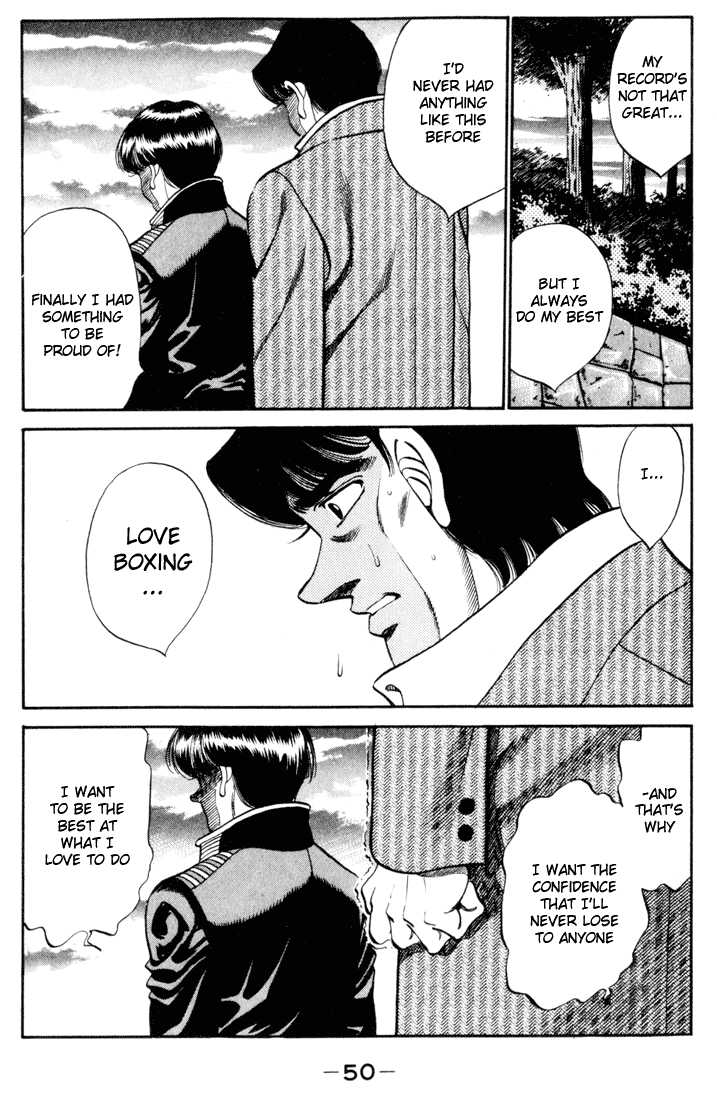 MY
RECORD'S
NOT THAT
GREAT...
BUT I
ALWAYS
DO MY BEST
I'D
NEVER HAD
ANYTHING
LIKE THIS
BEFORE
FINALLY I HAD
SOMETHING
TO BE
PROUD OF!
I...
LOVE
BOXING
...
-AND
THAT'S
WHY
I WANT THE
CONFIDENCE
THAT I'LL
NEVER LOSE
TO ANYONE
I WANT
TO BE THE
BEST AT
WHAT I
LOVE TO DO
-50-